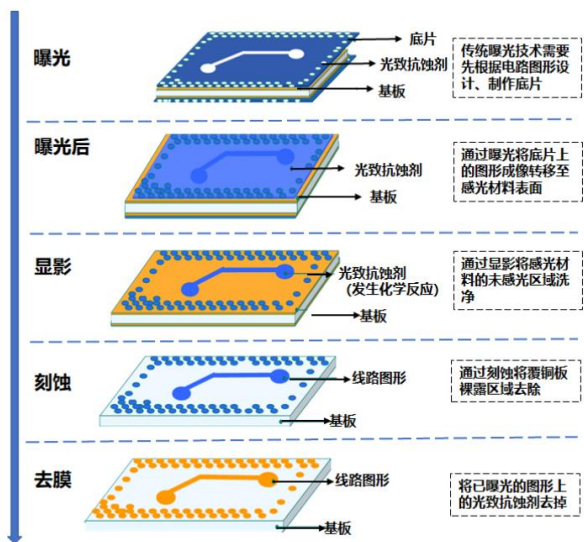 曝光
底片
光致抗蚀剂
基板
传统曝光技术需要
先根据电路图形设
计、制作底片
曝光后
光致抗蚀剂
基板
通过曝光将底片上
的图形成像转移至
感光材料表面
显影
光致抗蚀剂
(发生化学反应)
基板
通过显影将感光材
料的未感光区域洗
净
刻蚀
线路图形
基板
通过刻蚀将覆铜板
裸露区域去除
去膜
线路图形
基板
将已曝光的图形上
的光致抗蚀剂去掉